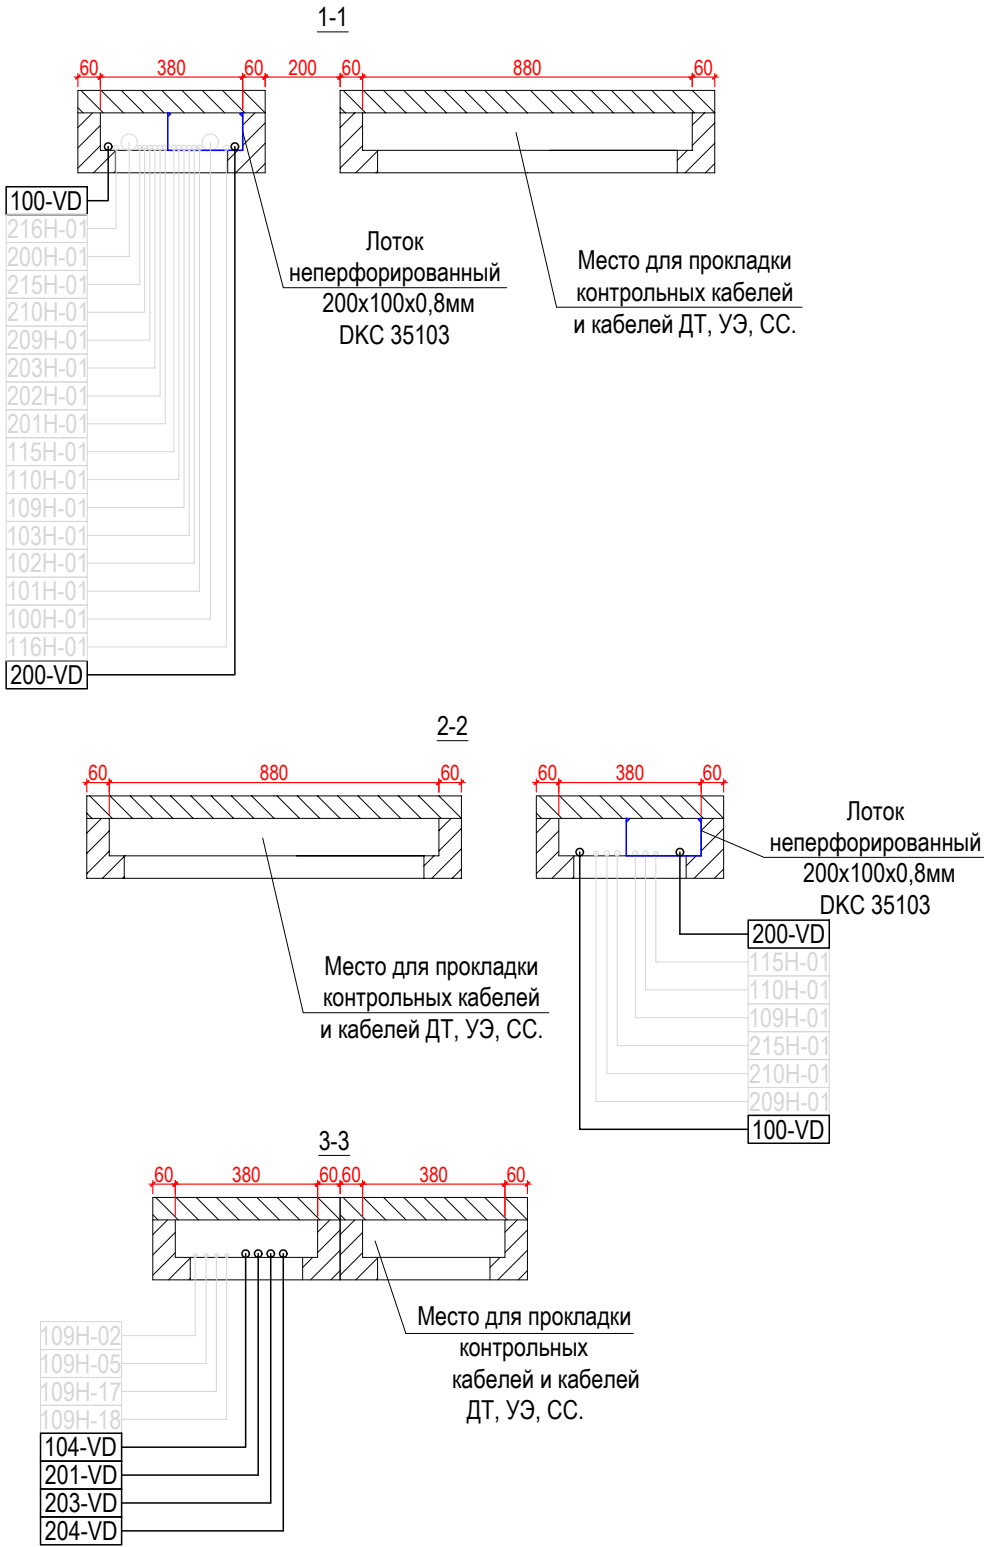 1-1
60 380 60 200 60 880 60
100-VD
216Н-01
200Н-01
215Н-01
210Н-01
209Н-01
203Н-01
202Н-01
201Н-01
115Н-01
110Н-01
109Н-01
103Н-01
102Н-01
101Н-01
100Н-01
116Н-01
200-VD
Лоток
неперфорированный
200х100х0,8мм
DKC 35103
Место для прокладки
контрольных кабелей
и кабелей ДТ, УЭ, СС.
2-2
60 880 60 60 380 60
Место для прокладки
контрольных кабелей
и кабелей ДТ, УЭ, СС.
Лоток
неперфорированный
200х100х0,8мм
DKC 35103
200-VD
115Н-01
110Н-01
109Н-01
215Н-01
210Н-01
209Н-01
100-VD
3-3
60 380 60 60 380 60
109Н-02
109Н-05
109Н-17
109Н-18
104-VD
201-VD
203-VD
204-VD
Место для прокладки
контрольных
кабелей и кабелей
ДТ, УЭ, СС.